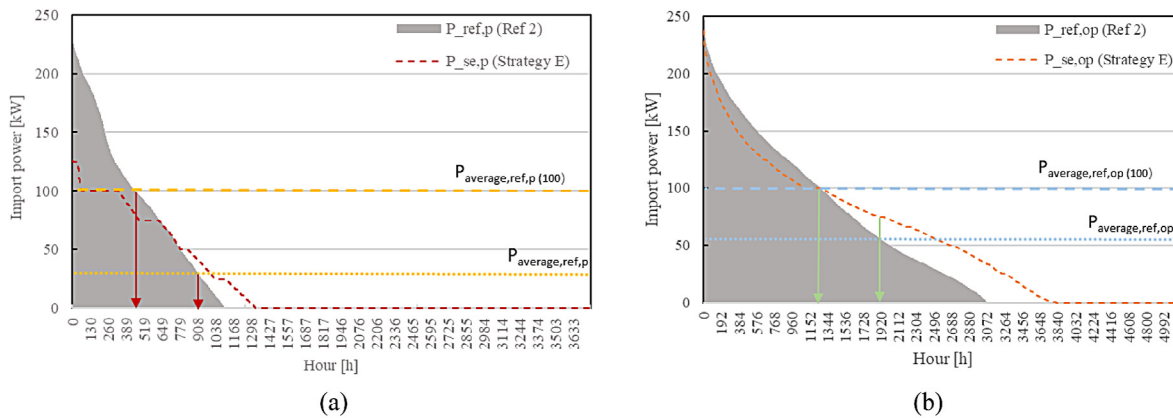 250
200
150
100
50
0
Import power [kW]
P_ref,p (Ref 2)
P_se,p (Strategy E)
Paverage,ref,p (100)
Paverage,ref,p
0 130 260 389 519 649 779 908 1038 1168 1298 1427 1557 1687 1817 1946 2076 2206 2336 2465 2595 2725 2855 2984 3114 3244 3374 3503 3633
Hour [h]
(a)
250
200
150
100
50
0
Import power [kW]
P_ref,op (Ref 2)
P_se,op (Strategy E)
Paverage,ref,op (100)
Paverage,ref,op
0 192 384 576 768 960 1152 1344 1536 1728 1920 2112 2304 2496 2688 2880 3072 3264 3456 3648 3840 4032 4224 4416 4608 4800 4992
Hour [h]
(b)